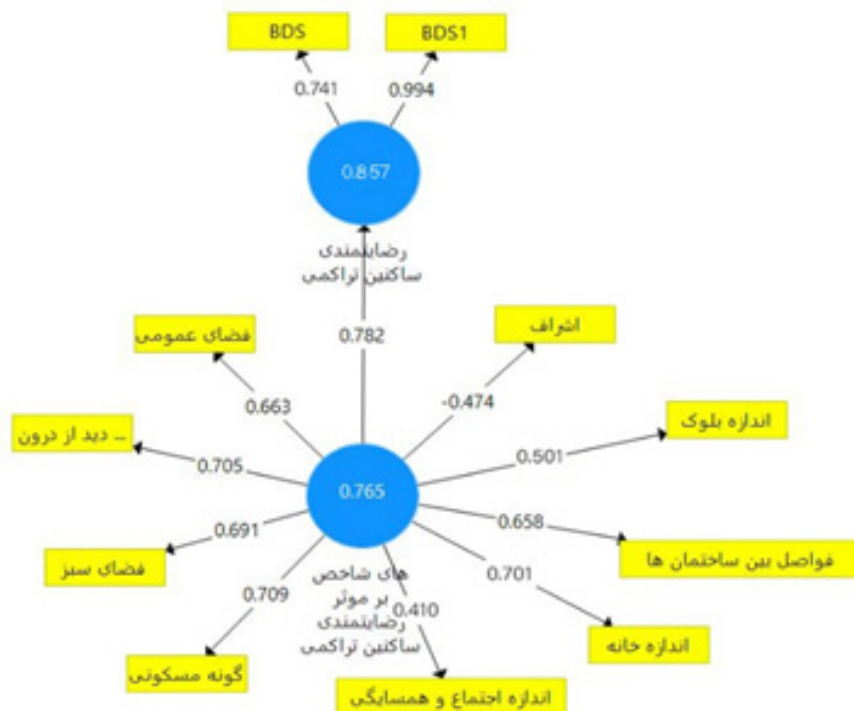 BDS
BDS1
0.741
0.994
0.857
رضایتمندی
ساکنین تراکمی
0.782
فضای عمومی
اشراف
0.663
-0.474
... دید از درون
اندازه بلوک
0.705
0.501
0.765
0.691
0.658
فضای سبز
فواصل بین ساختمان ها
0.709
0.701
های شاخص
بر موثر
رضایتمندی
ساکنین تراکمی
0.410
گونه مسکونی
اندازه خانه
اندازه اجتماع و همسایگی